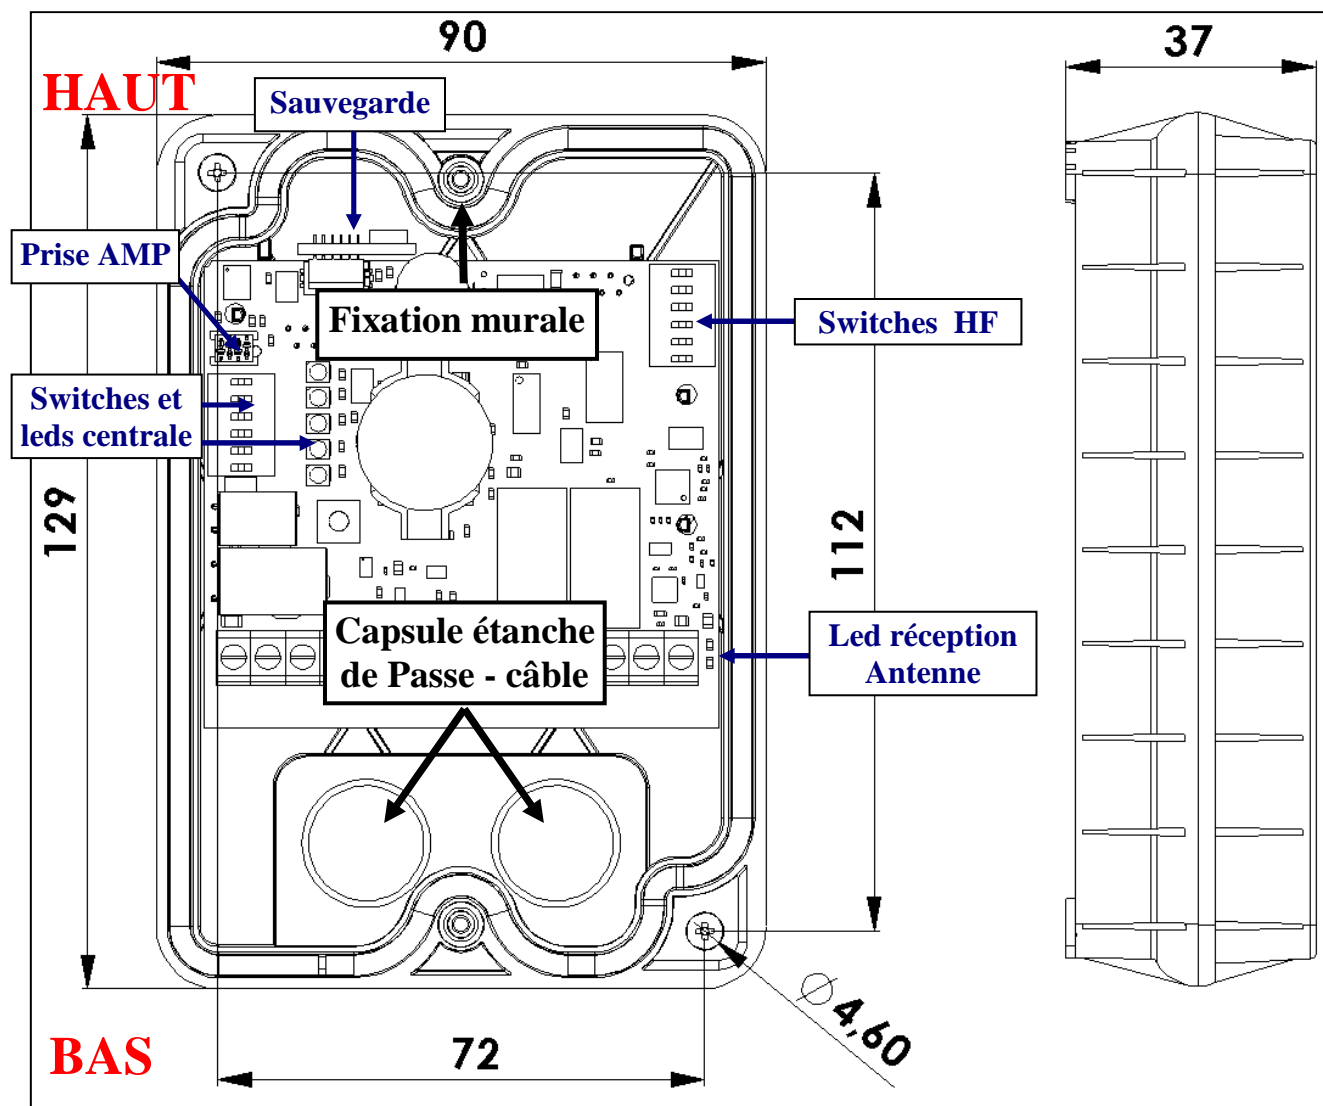 90
37
HAUT
Sauvegarde
Prise AMP
Fixation murale
Switches HF
Switches et
leds centrale
129
112
Capsule étanche
de Passe - câble
Led réception
Antenne
Ø 4,60
BAS
72